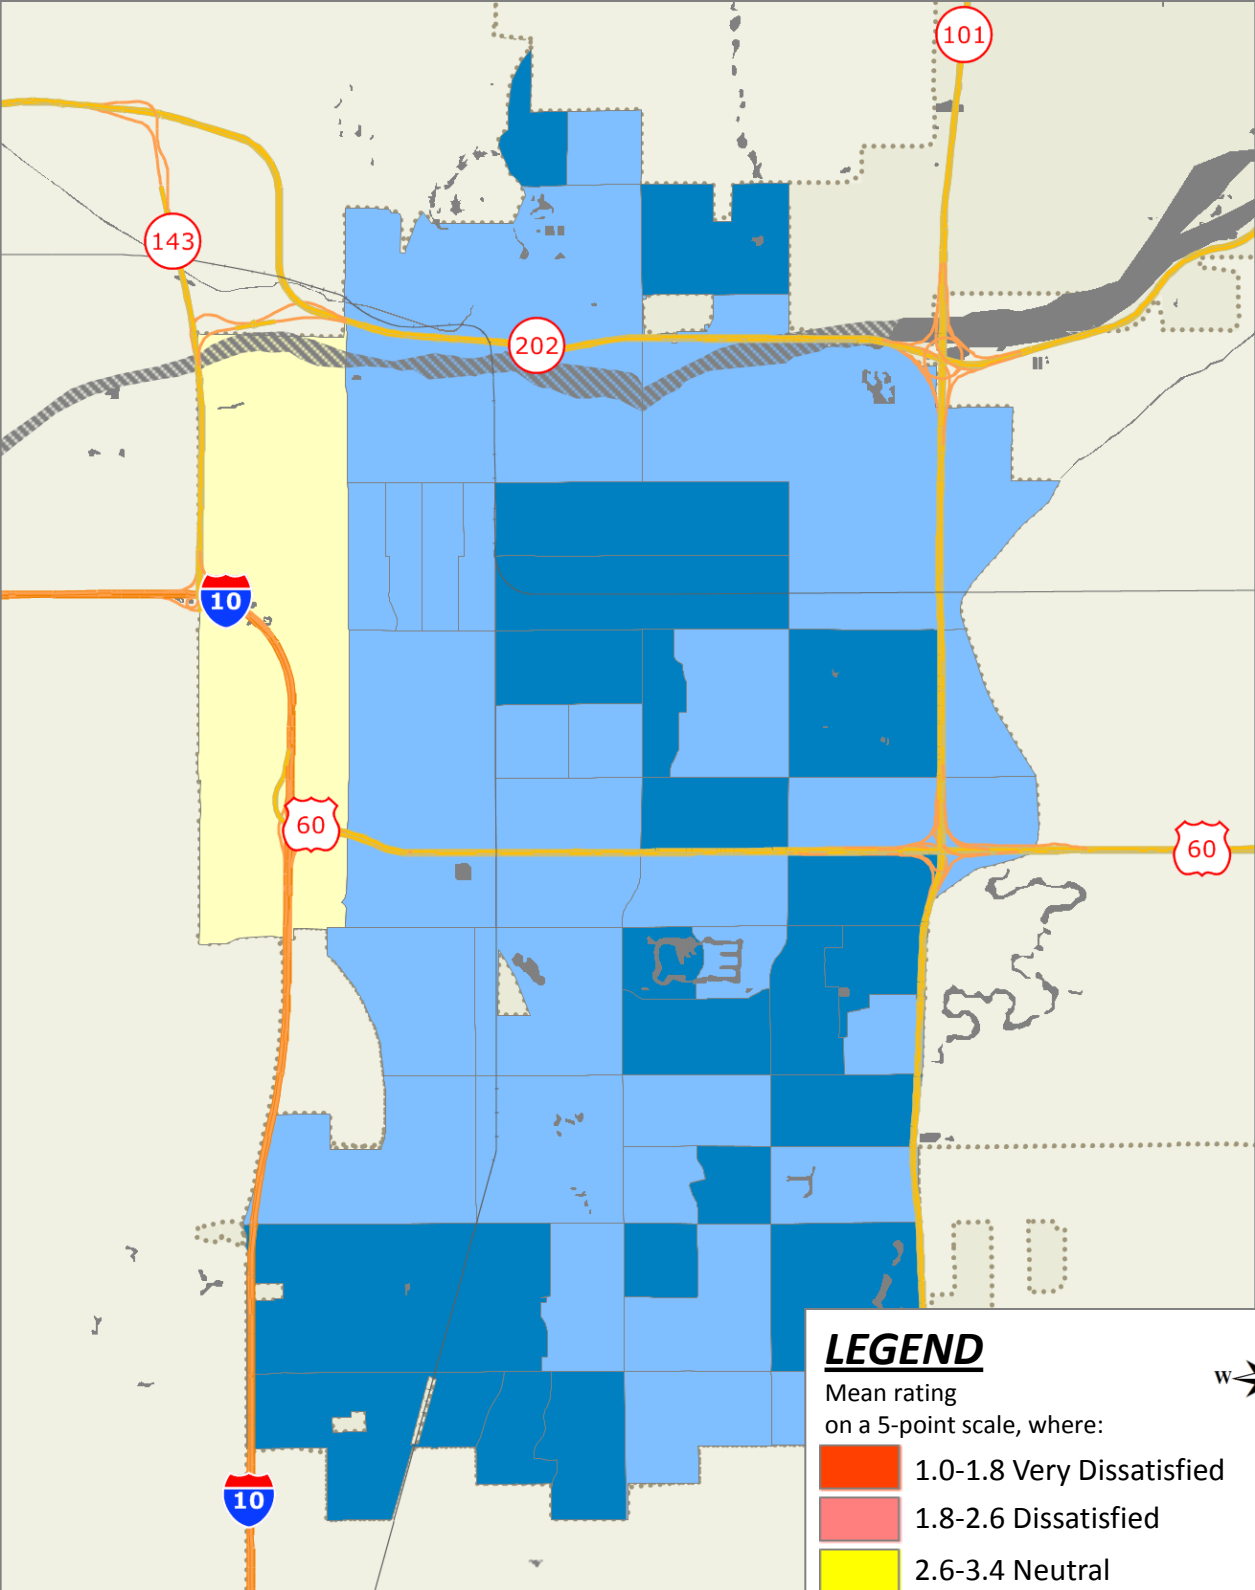 101
143
202
10
60
60
10
LEGEND
Mean rating
on a 5-point scale, where:
W
1.0-1.8 Very Dissatisfied
1.8-2.6 Dissatisfied
2.6-3.4 Neutral